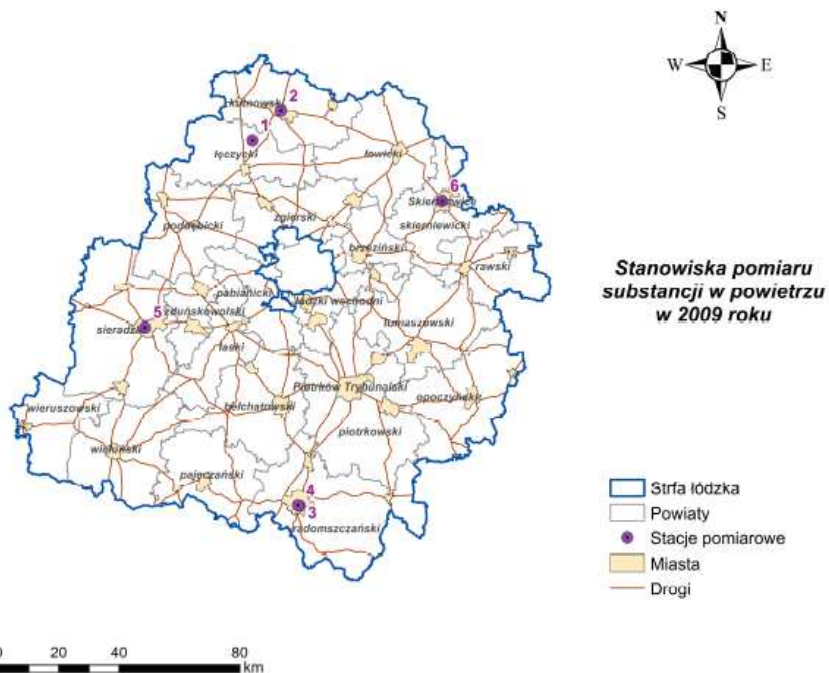 N
W E
S
kutnowski
2
1
łęczycki
łowicki
6
Skierniewice
skierniewicki
zgierski
poddębicki
brzeziński
rawski
Stanowiska pomiaru
substancji w powietrzu
w 2009 roku
pabianicki
łódzki wschodni
5
zduńskowolski
sieradzki
tomaszowski
łaski
Piotrków Trybunalski
wieruszowski
bełchatowski
opoczyński
piotrkowski
wieluński
pajęczański
4
3
radomszczański
Strfa łódzka
Powiaty
Stacje pomiarowe
Miasta
Drogi
0 20 40 80
km